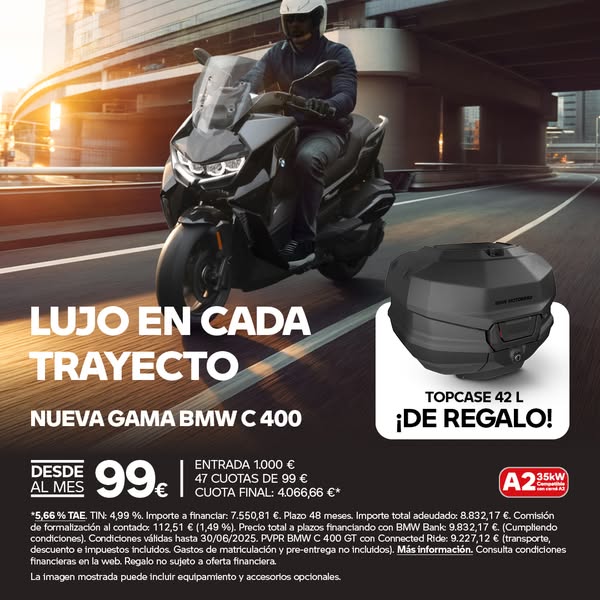 BMW MOTORRAD
LUJO EN CADA
TRAYECTO
NUEVA GAMA BMW C 400
TOPCASE 42 L
¡DE REGALO!
DESDE
AL MES
99€
ENTRADA 1.000 €
47 CUOTAS DE 99 €
CUOTA FINAL: 4.066,66 €*
A2 35kW
Compatible
con carné A2
*5,66 % TAE. TIN: 4,99 %. Importe a financiar: 7.550,81 €. Plazo 48 meses. Importe total adeudado: 8.832,17 €. Comisión
de formalización al contado: 112,51 € (1,49 %). Precio total a plazos financiando con BMW Bank: 9.832,17 €. (Cumpliendo
condiciones). Condiciones válidas hasta 30/06/2025. PVPR BMW C 400 GT con Connected Ride: 9.227,12 € (transporte,
descuento e impuestos incluidos. Gastos de matriculación y pre-entrega no incluidos). Más información. Consulta condiciones
financieras en la web. Regalo no sujeto a oferta financiera.
La imagen mostrada puede incluir equipamiento y accesorios opcionales.